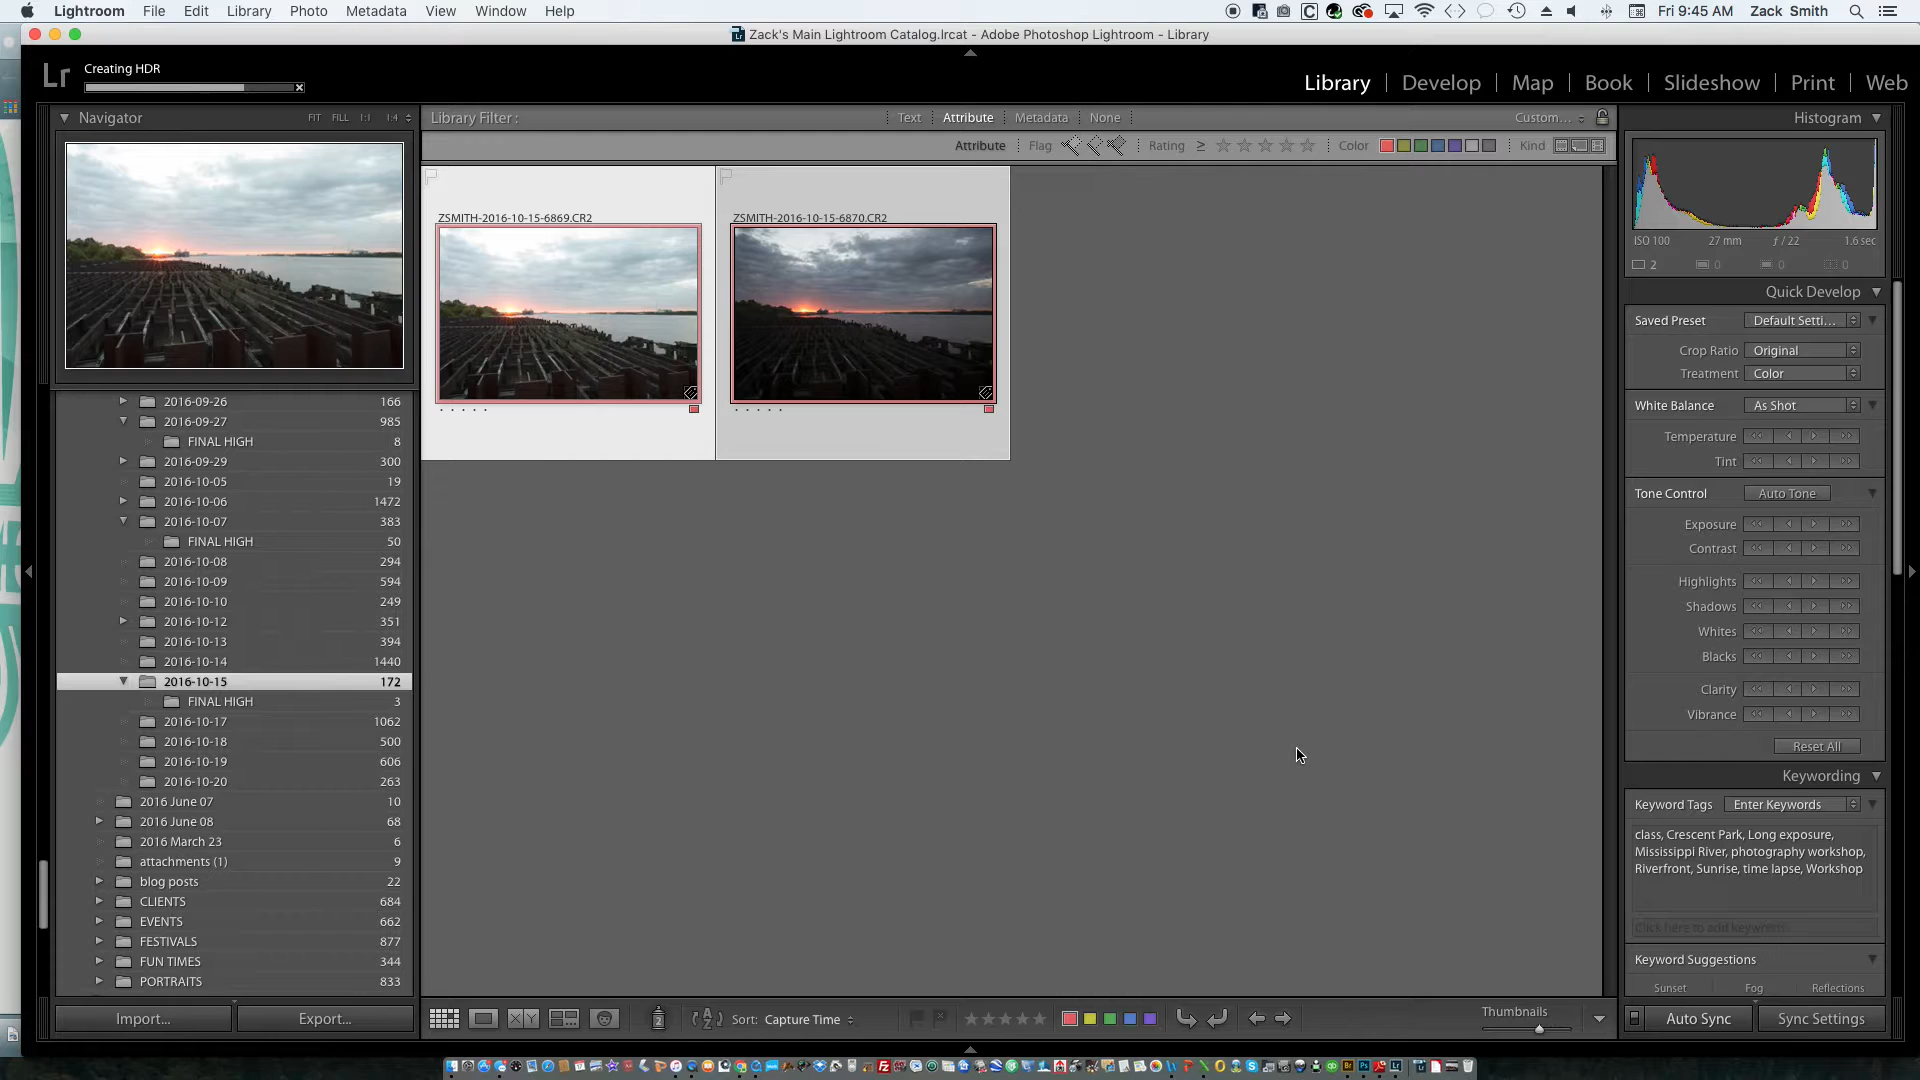 Lightroom File Edit Library Photo Metadata View Window Help Fri 9:45 AM Zack Smith
Zack's Main Lightroom Catalog.lrcat - Adobe Photoshop Lightroom - Library
Lr Creating HDR
Library | Develop | Map | Book | Slideshow | Print | Web
Navigator FIT FILL 1:1 1:4
Library Filter : Text Attribute Metadata None Custom...
Histogram
Attribute Flag Rating ≥ Color Kind
ISO 100 27 mm ƒ / 22 1.6 sec
2 0 0 0
ZSMITH-2016-10-15-6869.CR2 ZSMITH-2016-10-15-6870.CR2
2016-09-26 166
2016-09-27 985
FINAL HIGH 8
2016-09-29 300
2016-10-05 19
2016-10-06 1472
2016-10-07 383
FINAL HIGH 50
2016-10-08 294
2016-10-09 594
2016-10-10 249
2016-10-12 351
2016-10-13 394
2016-10-14 1440
2016-10-15 172
FINAL HIGH 3
2016-10-17 1062
2016-10-18 500
2016-10-19 606
2016-10-20 263
2016 June 07 10
2016 June 08 68
2016 March 23 6
attachments (1) 9
blog posts 22
CLIENTS 684
EVENTS 662
FESTIVALS 877
FUN TIMES 344
PORTRAITS 833
Import... Export...
Quick Develop
Saved Preset Default Setti...
Crop Ratio Original
Treatment Color
White Balance As Shot
Temperature
Tint
Tone Control Auto Tone
Exposure
Contrast
Highlights
Shadows
Whites
Blacks
Clarity
Vibrance
Reset All
Keywording
Keyword Tags Enter Keywords
class, Crescent Park, Long exposure,
Mississippi River, photography workshop,
Riverfront, Sunrise, time lapse, Workshop
Click here to add keywords
Keyword Suggestions
Sunset Fog Reflections
Sort: Capture Time Thumbnails
Auto Sync Sync Settings